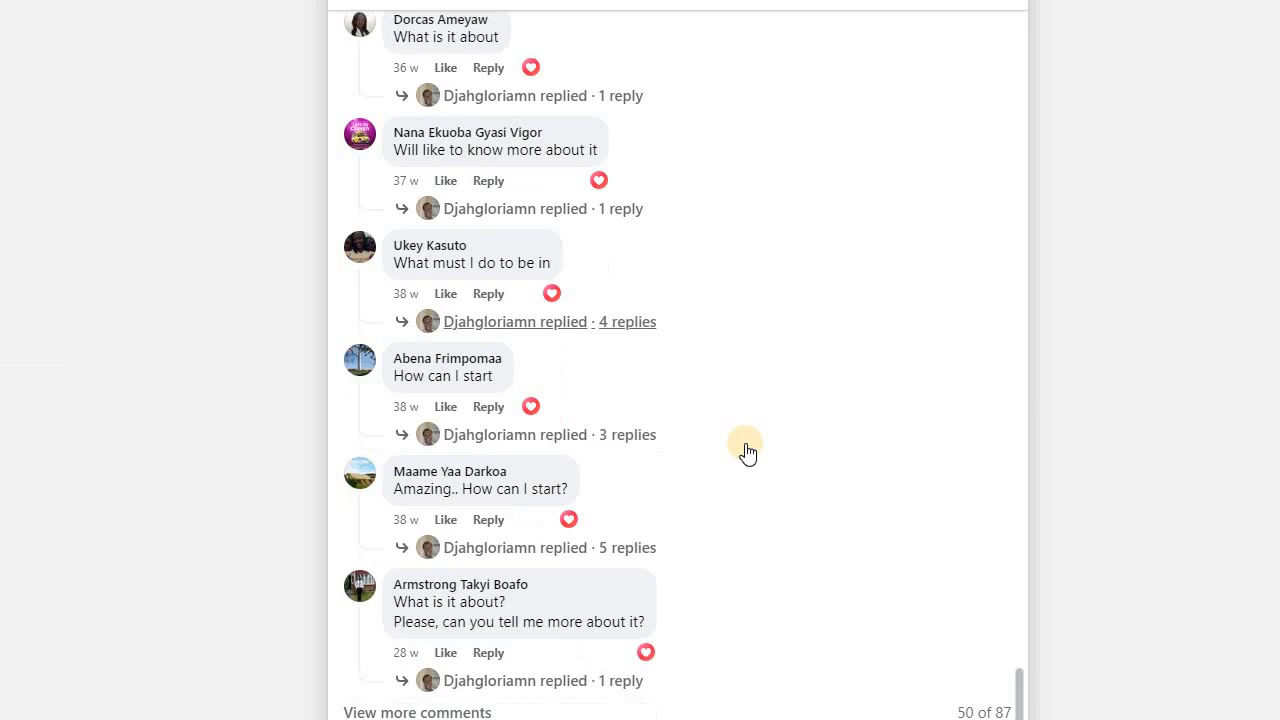 Dorcas Ameyaw
What is it about
36 w Like Reply
Djahgloriamn replied · 1 reply
Nana Ekuoba Gyasi Vigor
Will like to know more about it
37 w Like Reply
Djahgloriamn replied · 1 reply
Ukey Kasuto
What must I do to be in
38 w Like Reply
Djahgloriamn replied · 4 replies
Abena Frimpomaa
How can I start
38 w Like Reply
Djahgloriamn replied · 3 replies
Maame Yaa Darkoa
Amazing.. How can I start?
38 w Like Reply
Djahgloriamn replied · 5 replies
Armstrong Takyi Boafo
What is it about?
Please, can you tell me more about it?
28 w Like Reply
Djahgloriamn replied · 1 reply
View more comments 50 of 87